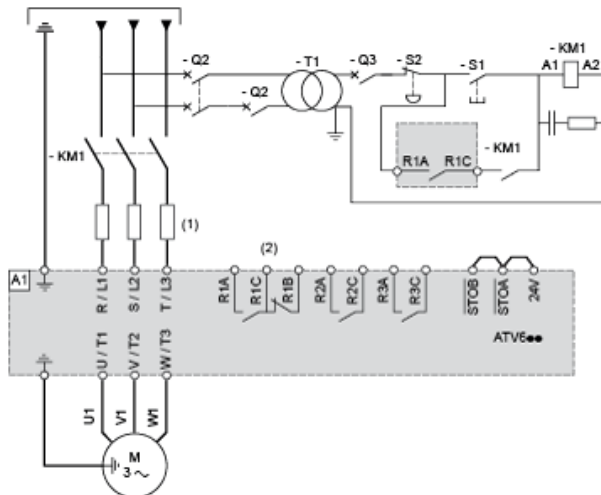 - Q2
- T1
- Q3
- S2
- S1
- KM1
A1 A2
- Q2
- KM1
R1A R1C
- KM1
(1)
(2)
A1
R / L1
S / L2
T / L3
R1A
R1C
R1B
R2A
R2C
R3A
R3C
STOB
STOA
24V
ATV6●●
U / T1
V / T2
W / T3
U1
V1
W1
M
3 ~